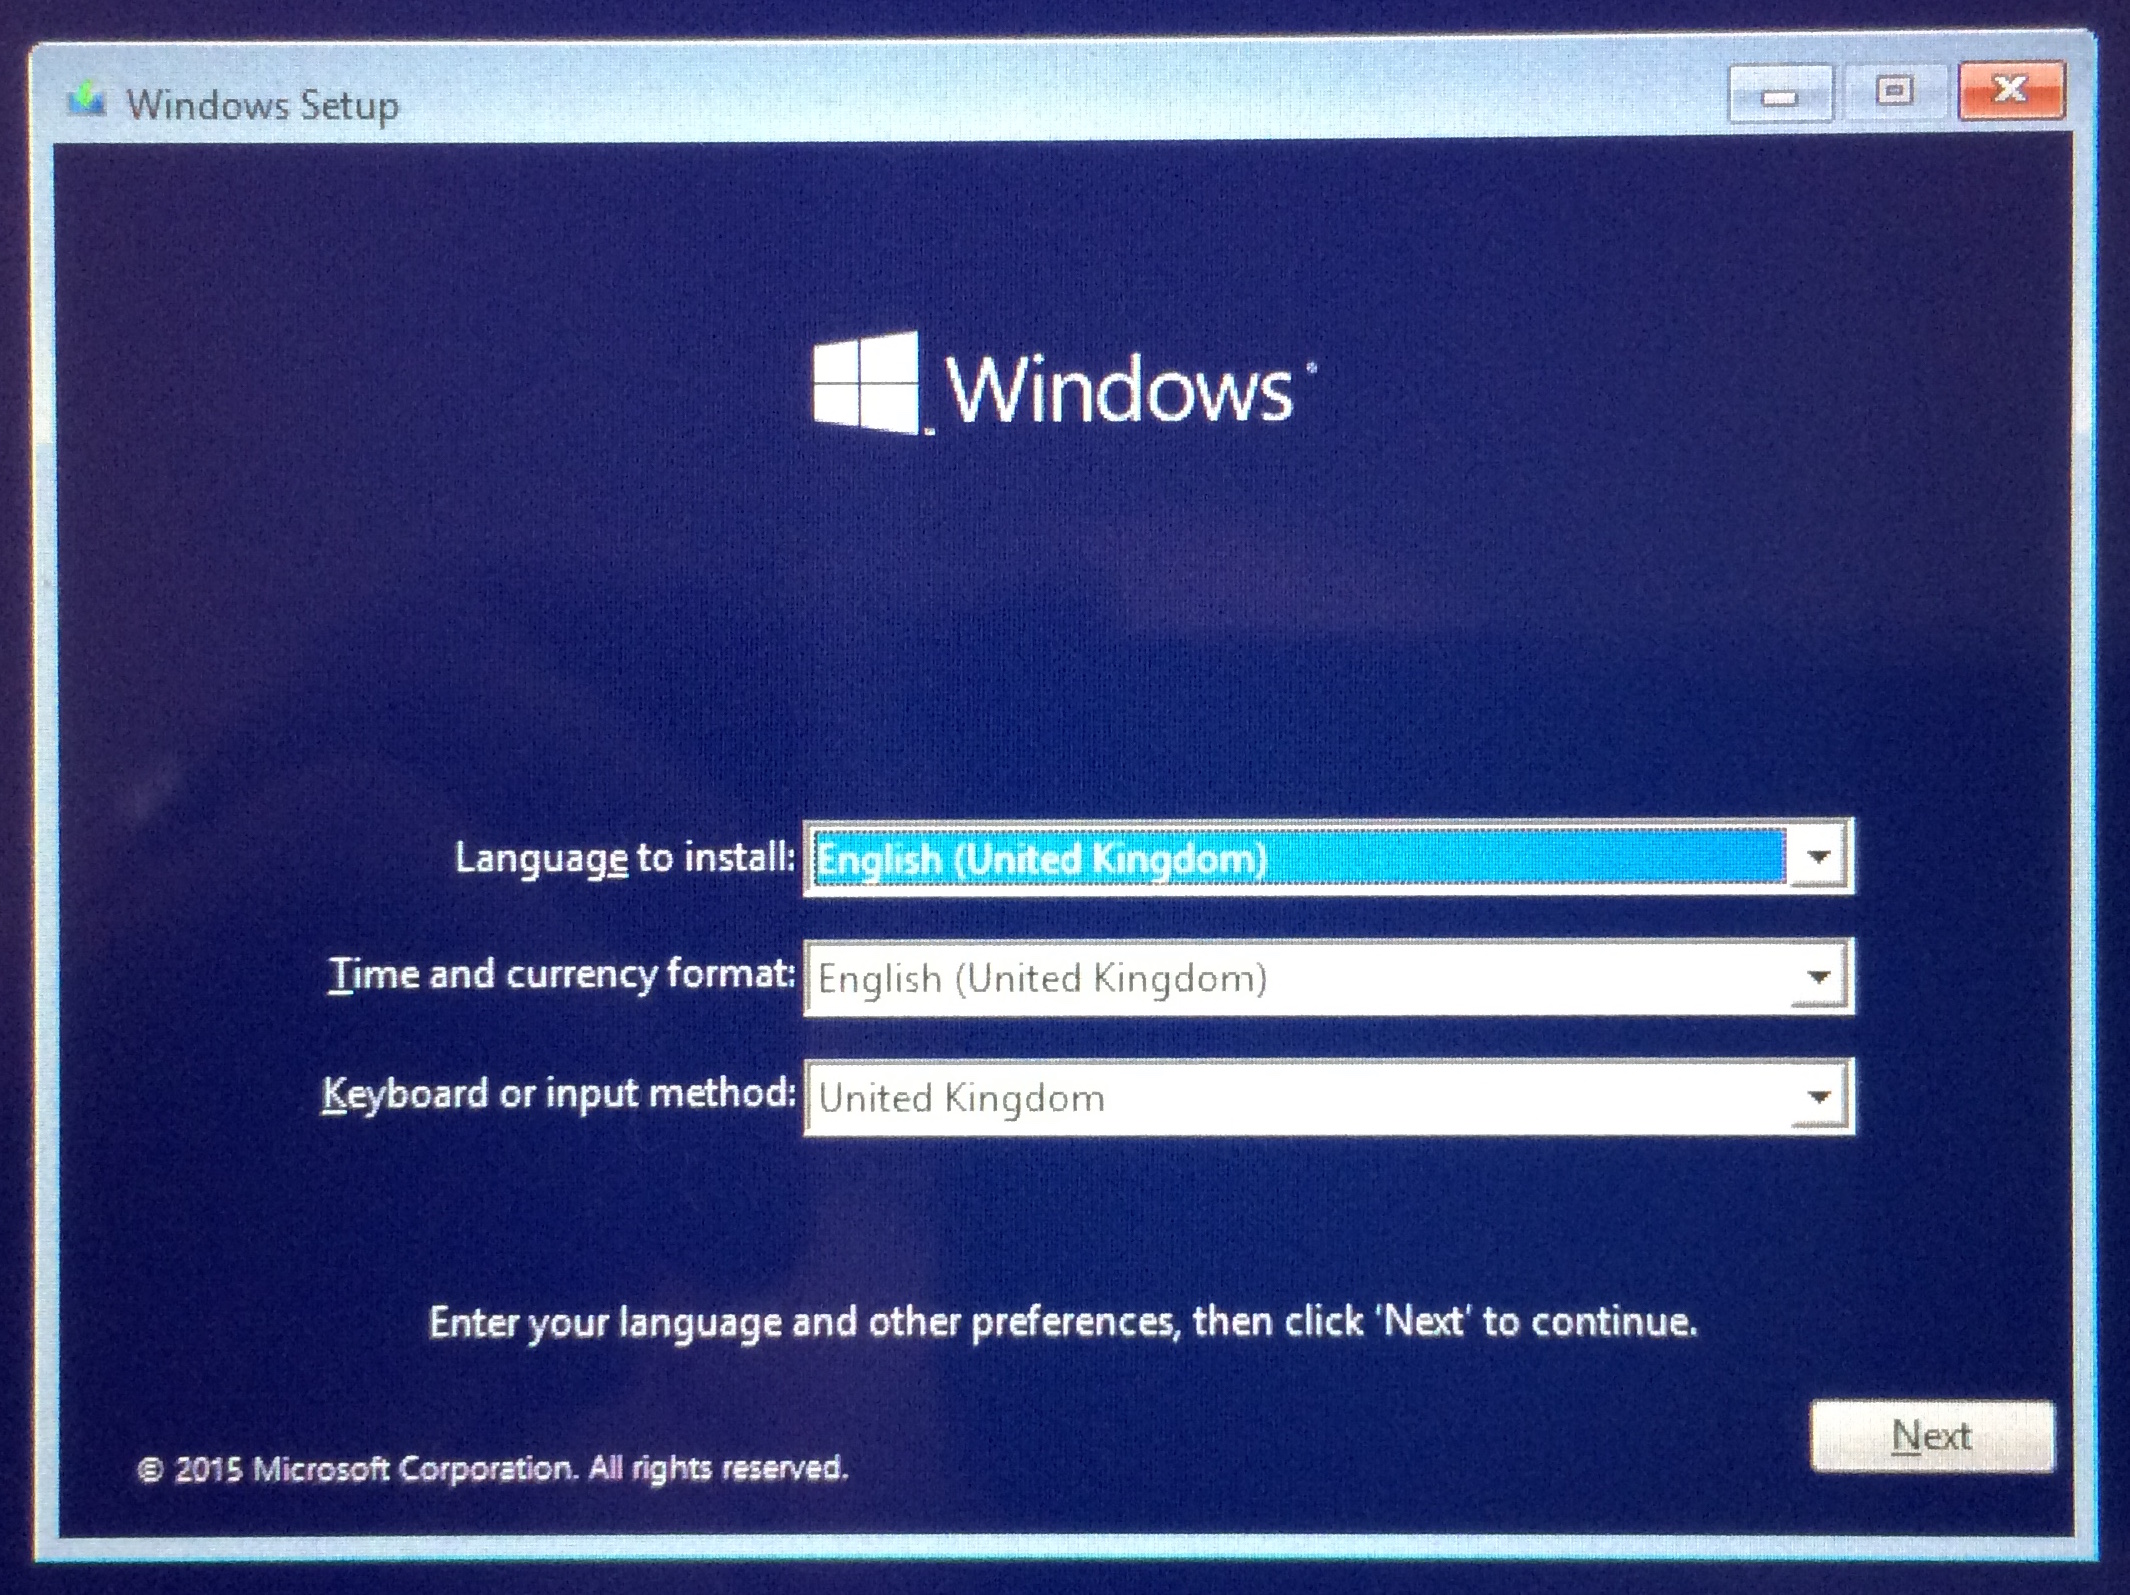 Windows Setup
Windows
Language to install: English (United Kingdom)
Time and currency format: English (United Kingdom)
Keyboard or input method: United Kingdom
Enter your language and other preferences, then click 'Next' to continue.
Next
© 2015 Microsoft Corporation. All rights reserved.